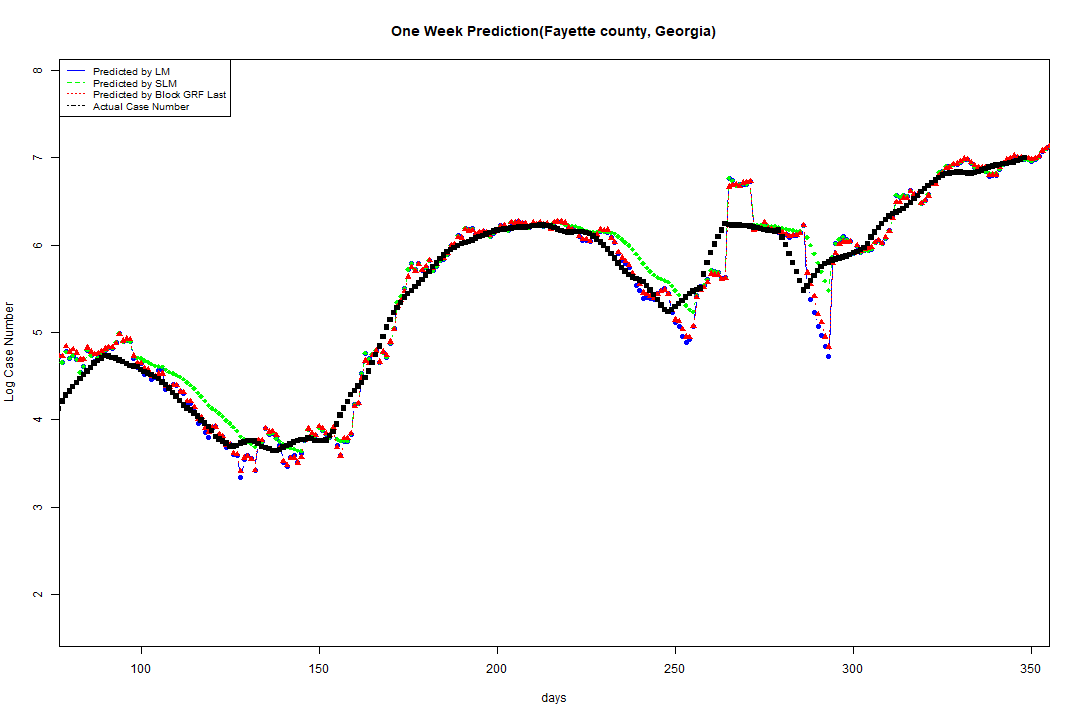 One Week Prediction(Fayette county, Georgia)
Predicted by LM
Predicted by SLM
Predicted by Block GRF Last
Actual Case Number
8
7
6
5
4
3
2
Log Case Number
100 150 200 250 300 350
days